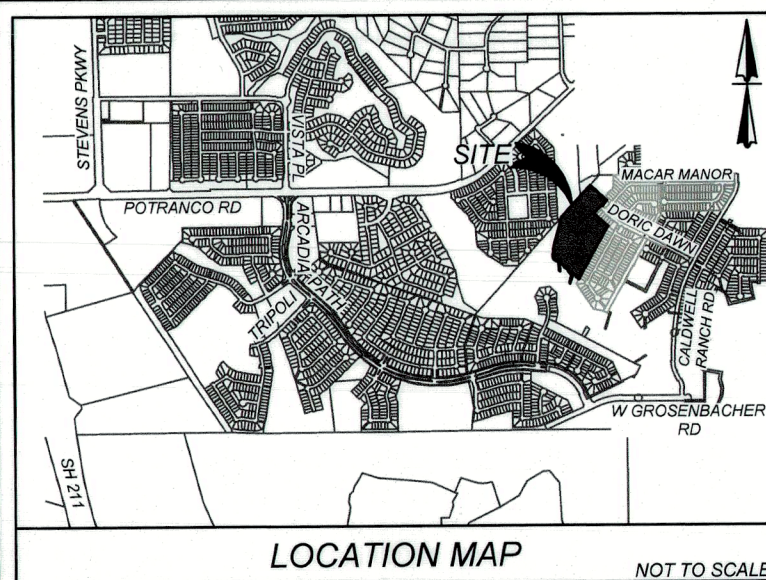 STEVENS PKWY
VISTA PL
SITE
MACAR MANOR
POTRANCO RD
ARCADIA PATH
DORIC DAWN
TRIPOLI
CALDWELL
RANCH RD
W GROSENBACHER
RD
SH 211
LOCATION MAP
NOT TO SCALE